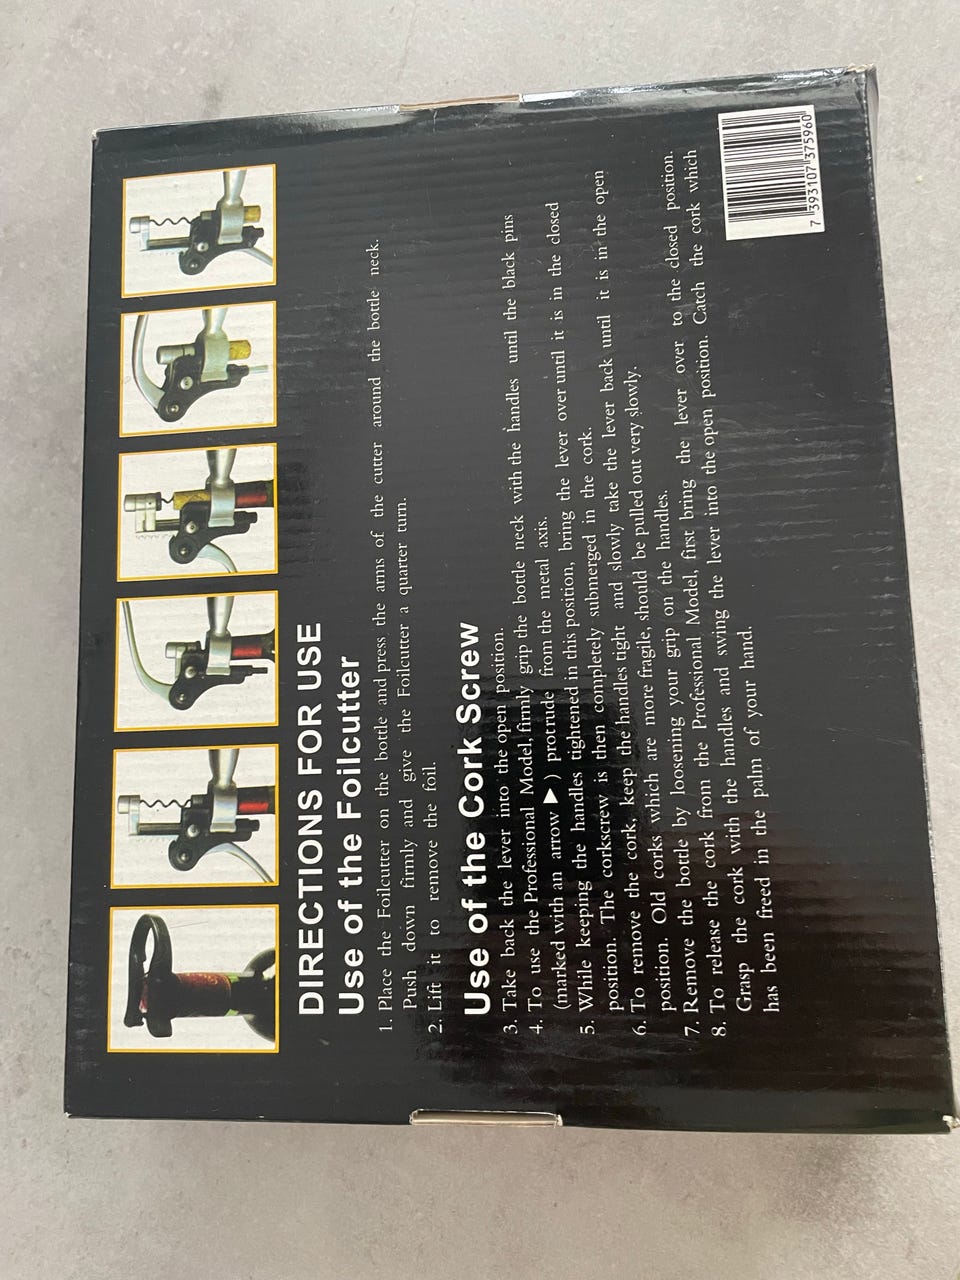 DIRECTIONS FOR USE
Use of the Foilcutter
1. Place the Foilcutter on the bottle and press the arms of the cutter around the bottle neck.
Push down firmly and give the Foilcutter a quarter turn.
2. Lift it to remove the foil.
Use of the Cork Screw
3. Take back the lever into the open position.
4. To use the Professional Model, firmly grip the bottle neck with the handles until the black pins
(marked with an arrow ▶ ) protrude from the metal axis.
5. While keeping the handles tightened in this position, bring the lever over until it is in the closed
position. The corkscrew is then completely submerged in the cork.
6. To remove the cork, keep the handles tight and slowly take the lever back until it is in the open
position. Old corks which are more fragile, should be pulled out very slowly.
7. Remove the bottle by loosening your grip on the handles.
8. To release the cork from the Professional Model, first bring the lever over to the closed position.
Grasp the cork with the handles and swing the lever into the open position. Catch the cork which
has been freed in the palm of your hand.
7 393107 375960